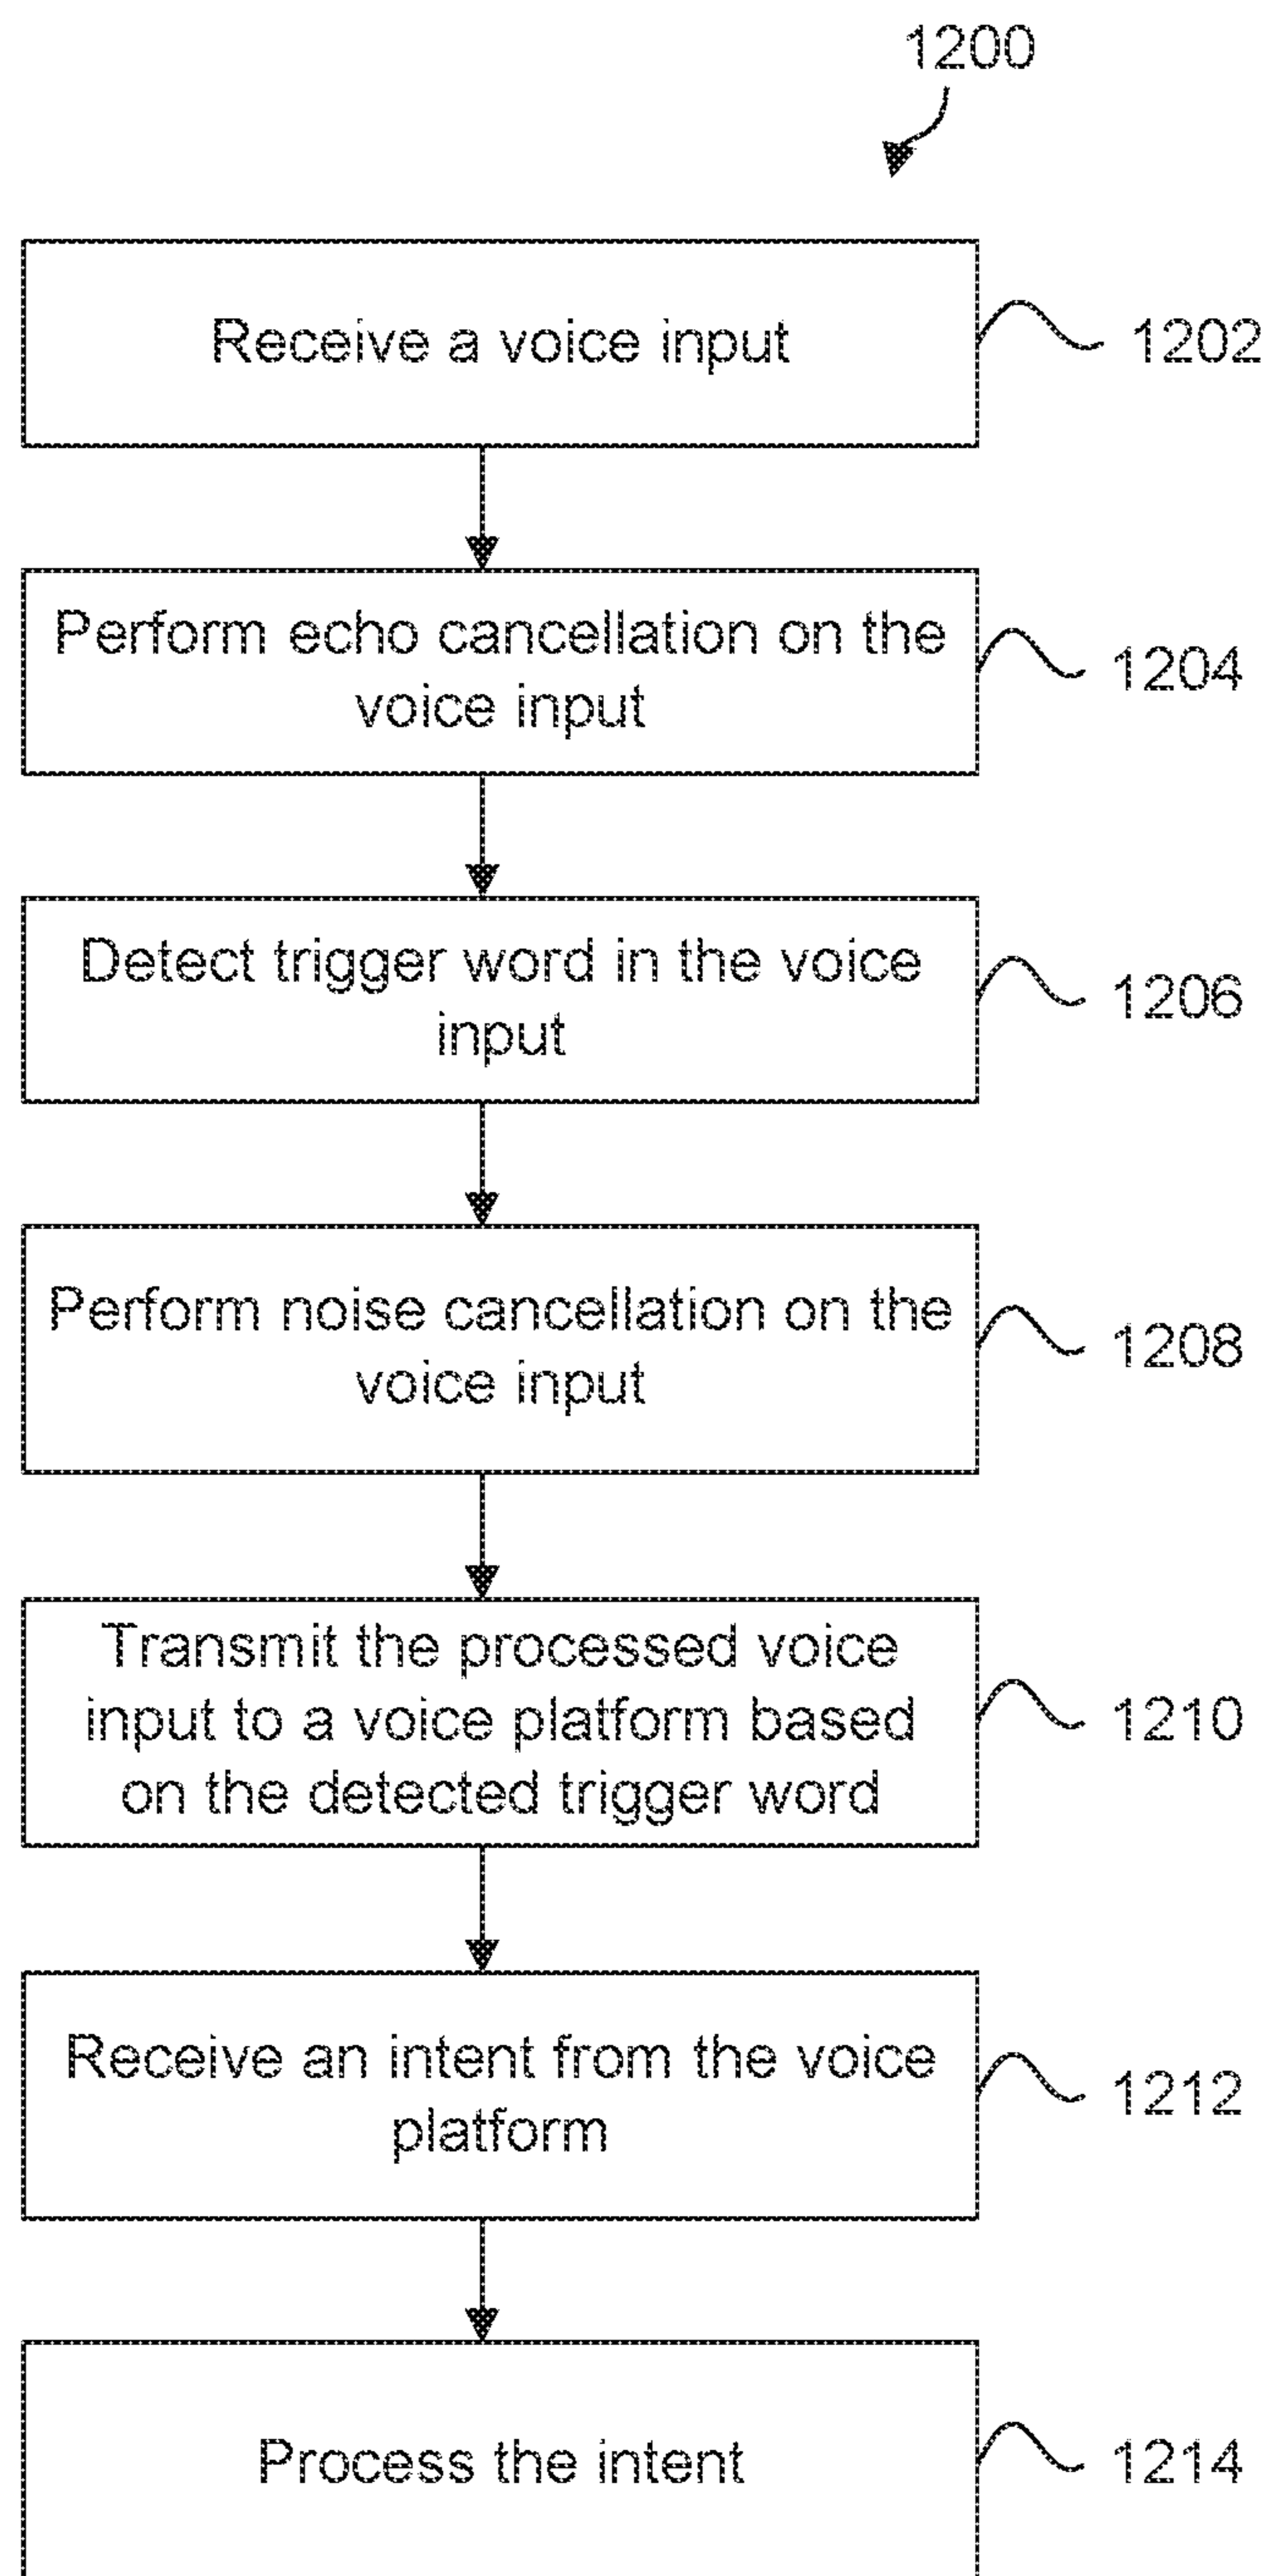 1200
Receive a voice input
1202
Perform echo cancellation on the
voice input
1204
Detect trigger word in the voice
input
1206
Perform noise cancellation on the
voice input
1208
Transmit the processed voice
input to a voice platform based
on the detected trigger word
1210
Receive an intent from the voice
platform
1212
Process the intent
1214